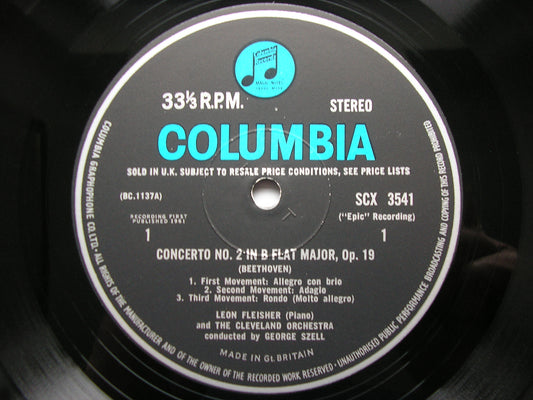 33⅓ R.P.M.
STEREO
COLUMBIA
SOLD IN U.K. SUBJECT TO RESALE PRICE CONDITIONS, SEE PRICE LISTS
(BC.1137A)
SCX 3541
RECORDING FIRST
PUBLISHED 1961
("Epic" Recording)
1
1
CONCERTO NO. 2 IN B FLAT MAJOR, Op. 19
(BEETHOVEN)
1. First Movement: Allegro con brio
2. Second Movement: Adagio
3. Third Movement: Rondo (Molto allegro)
LEON FLEISHER (Piano)
and THE CLEVELAND ORCHESTRA
conducted by GEORGE SZELL
MADE IN GT. BRITAIN
COLUMBIA GRAPHOPHONE CO. LTD. · ALL RIGHTS OF THE MANUFACTURER AND OF THE OWNER OF THE RECORDED WORK RESERVED · UNAUTHORISED PUBLIC PERFORMANCE BROADCASTING AND COPYING OF THIS RECORD PROHIBITED